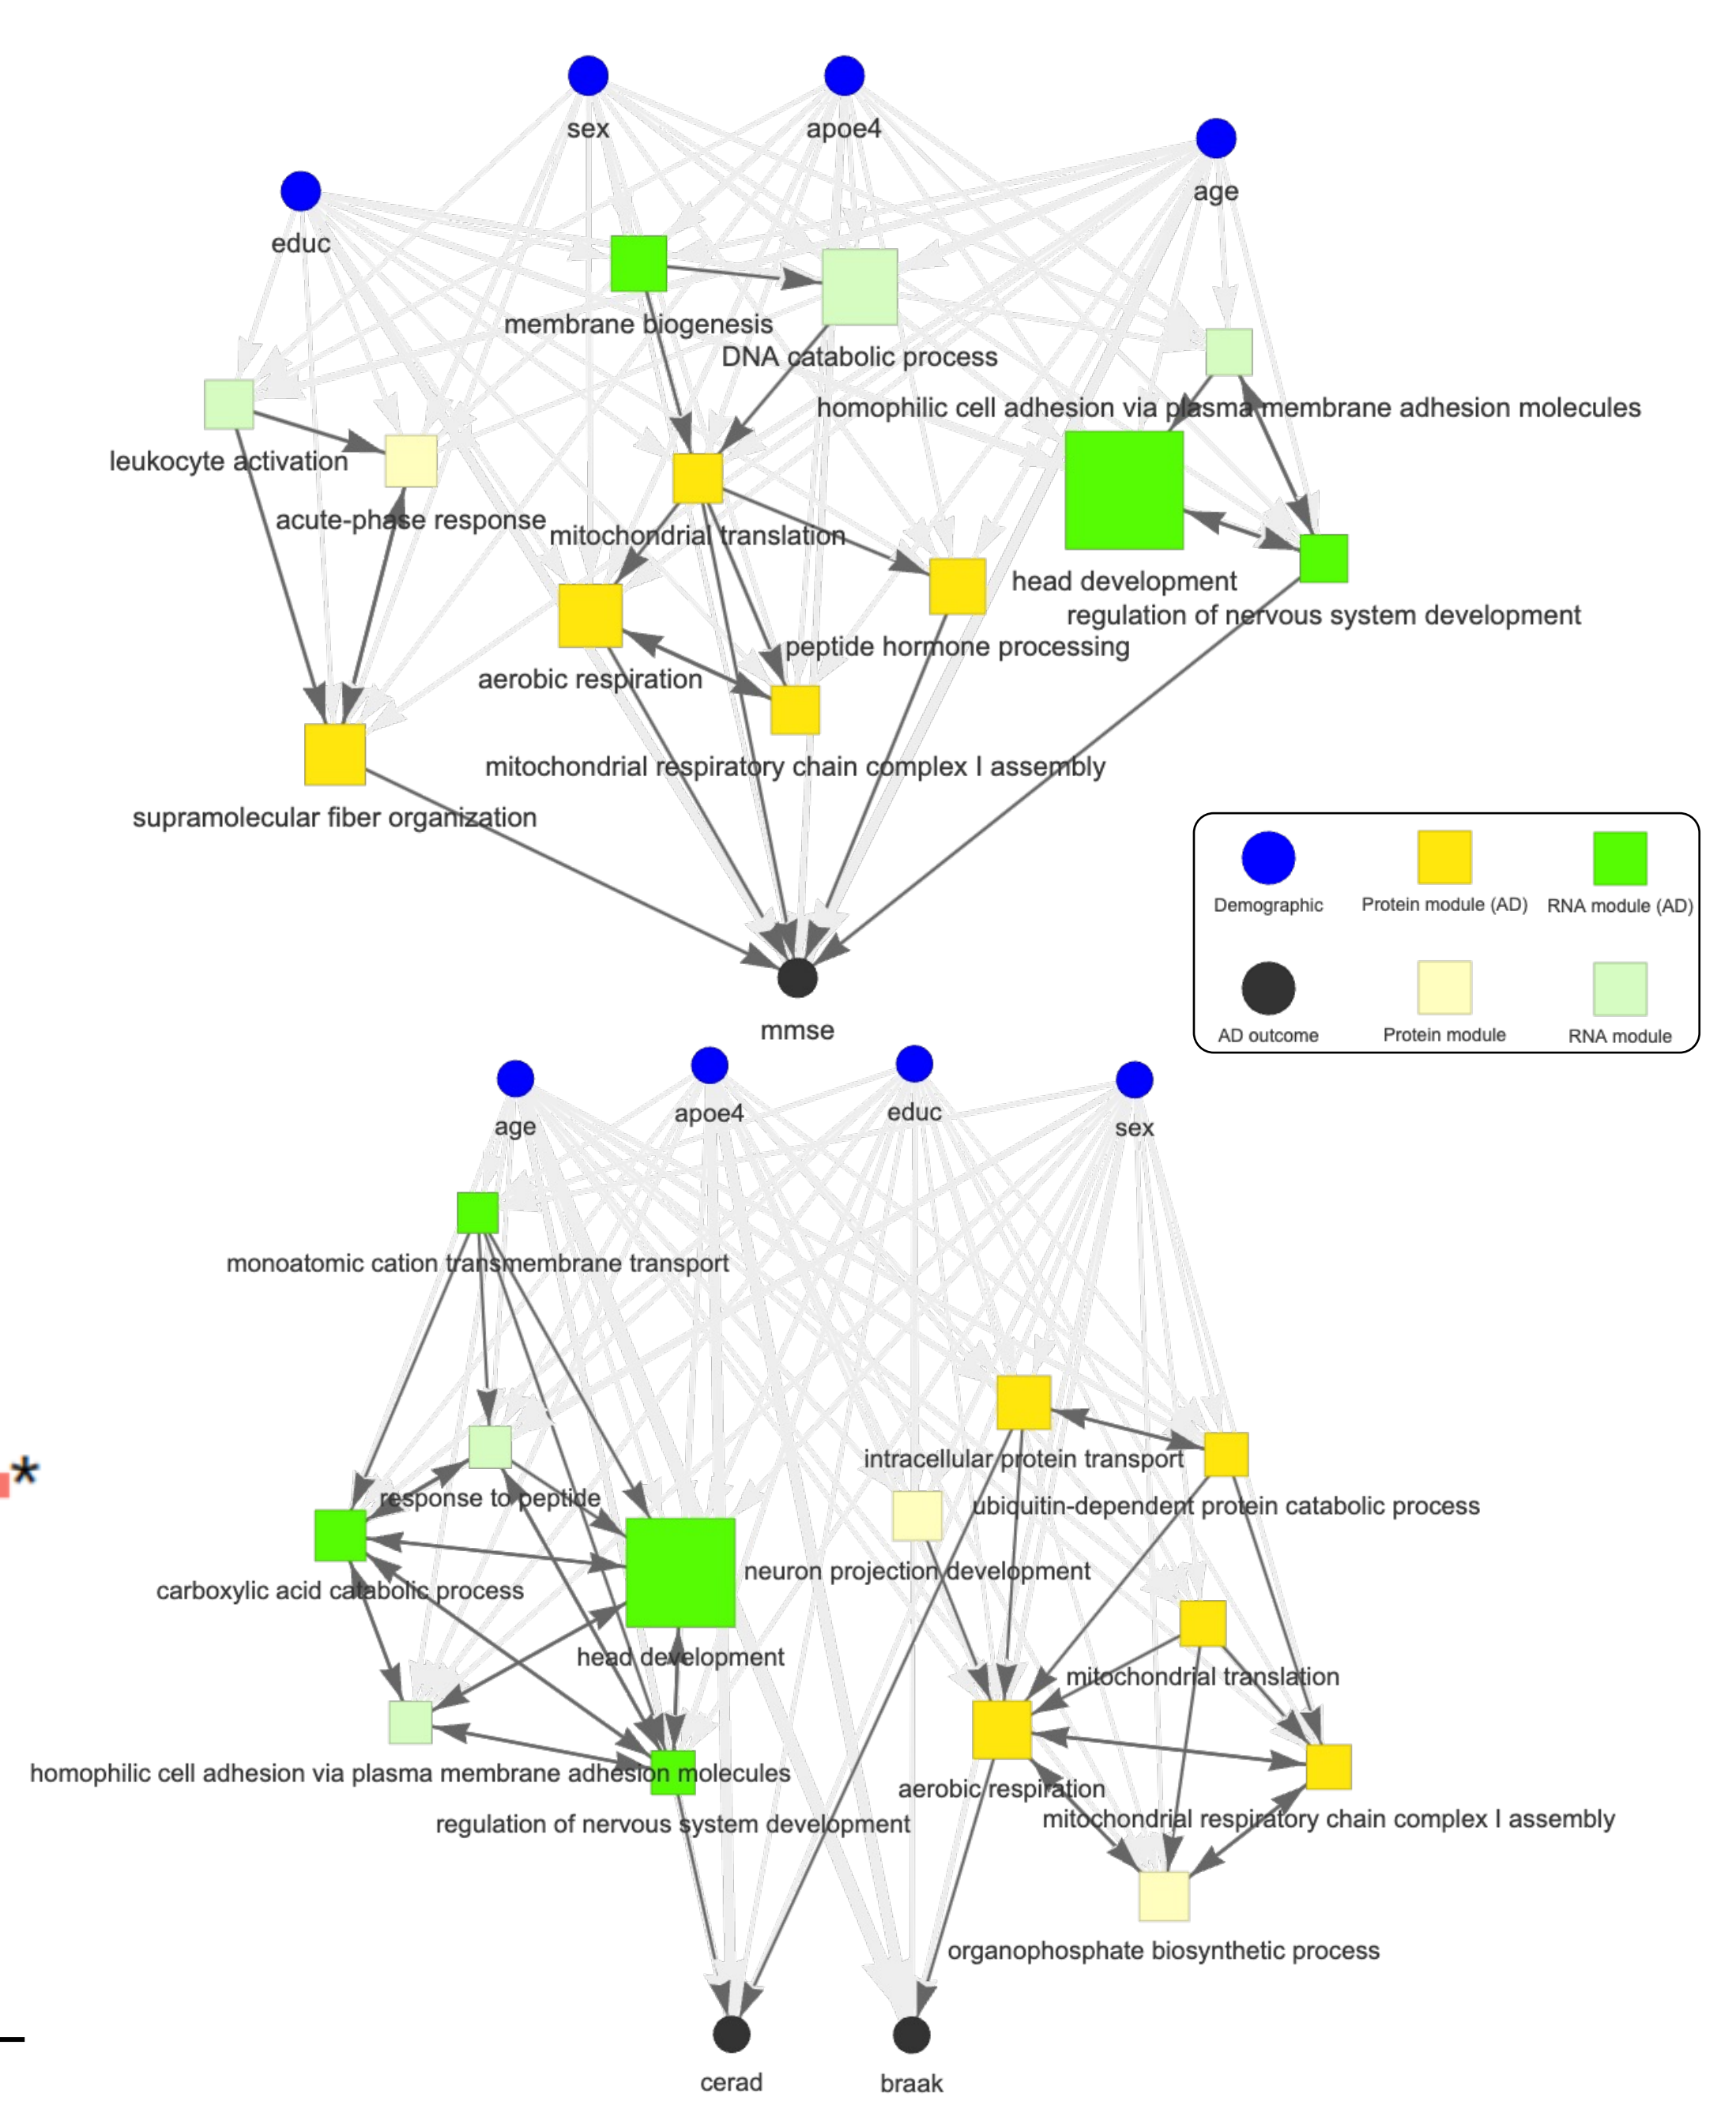 sex
apoe4
age
educ
membrane biogenesis
DNA catabolic process
homophilic cell adhesion via plasma membrane adhesion molecules
leukocyte activation
acute-phase response
mitochondrial translation
head development
regulation of nervous system development
peptide hormone processing
aerobic respiration
mitochondrial respiratory chain complex I assembly
supramolecular fiber organization
mmse
Demographic
Protein module (AD)
RNA module (AD)
AD outcome
Protein module
RNA module
age
apoe4
educ
sex
monoatomic cation transmembrane transport
intracellular protein transport
*
response to peptide
ubiquitin-dependent protein catabolic process
neuron projection development
carboxylic acid catabolic process
head development
mitochondrial translation
homophilic cell adhesion via plasma membrane adhesion molecules
aerobic respiration
mitochondrial respiratory chain complex I assembly
regulation of nervous system development
organophosphate biosynthetic process
cerad
braak